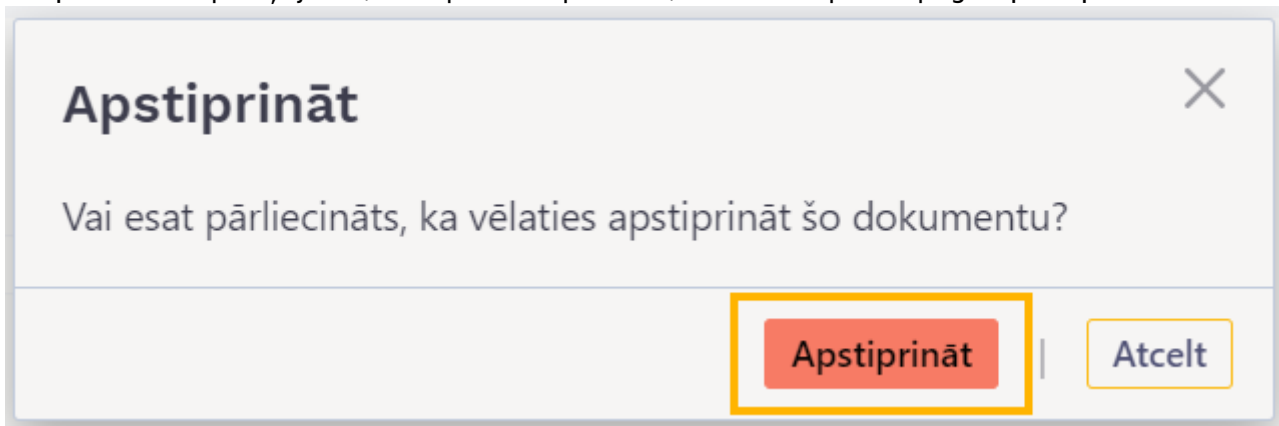 Apstiprināt
Vai esat pārliecināts, ka vēlaties apstiprināt šo dokumentu?
Apstiprināt | Atcelt